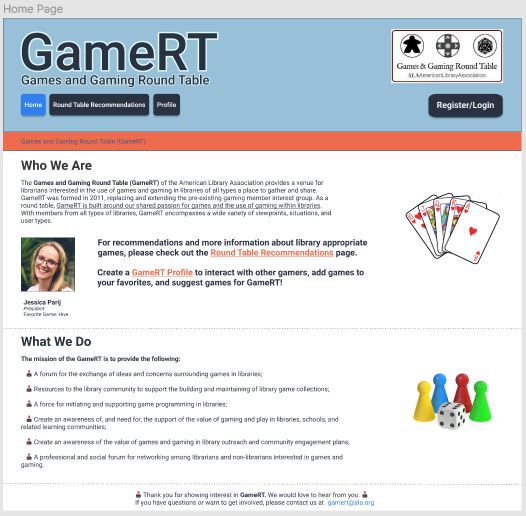 Home Page
GameRT
Games and Gaming Round Table
Games & Gaming Round Table
ALAAmericanLibraryAssociation
Home
Round Table Recommendations
Profile
Register/Login
Games and Gaming Round Table (GameRT)
Who We Are
The Games and Gaming Round Table (GameRT) of the American Library Association provides a venue for
librarians interested in the use of games and gaming in libraries of all types a place to gather and share.
GameRT was formed in 2011, replacing and extending the pre-existing gaming member interest group. As a
round table, GameRT is built around our shared passion for games and the use of gaming within libraries.
With members from all types of libraries, GameRT encompasses a wide variety of viewpoints, situations, and
user types.
For recommendations and more information about library appropriate
games, please check out the Round Table Recommendations page.
Create a GameRT Profile to interact with other gamers, add games to
your favorites, and suggest games for GameRT!
Jessica Parij
President
Favorite Game: Hive
What We Do
The mission of the GameRT is to provide the following:
A forum for the exchange of ideas and concerns surrounding games in libraries;
Resources to the library community to support the building and maintaining of library game collections;
A force for initiating and supporting game programming in libraries;
Create an awareness of, and need for, the support of the value of gaming and play in libraries, schools, and
related learning communities;
Create an awareness of the value of games and gaming in library outreach and community engagement plans;
A professional and social forum for networking among librarians and non-librarians interested in games and
gaming.
Thank you for showing interest in GameRT. We would love to hear from you.
If you have questions or want to get involved, please contact us at gamert@ala.org